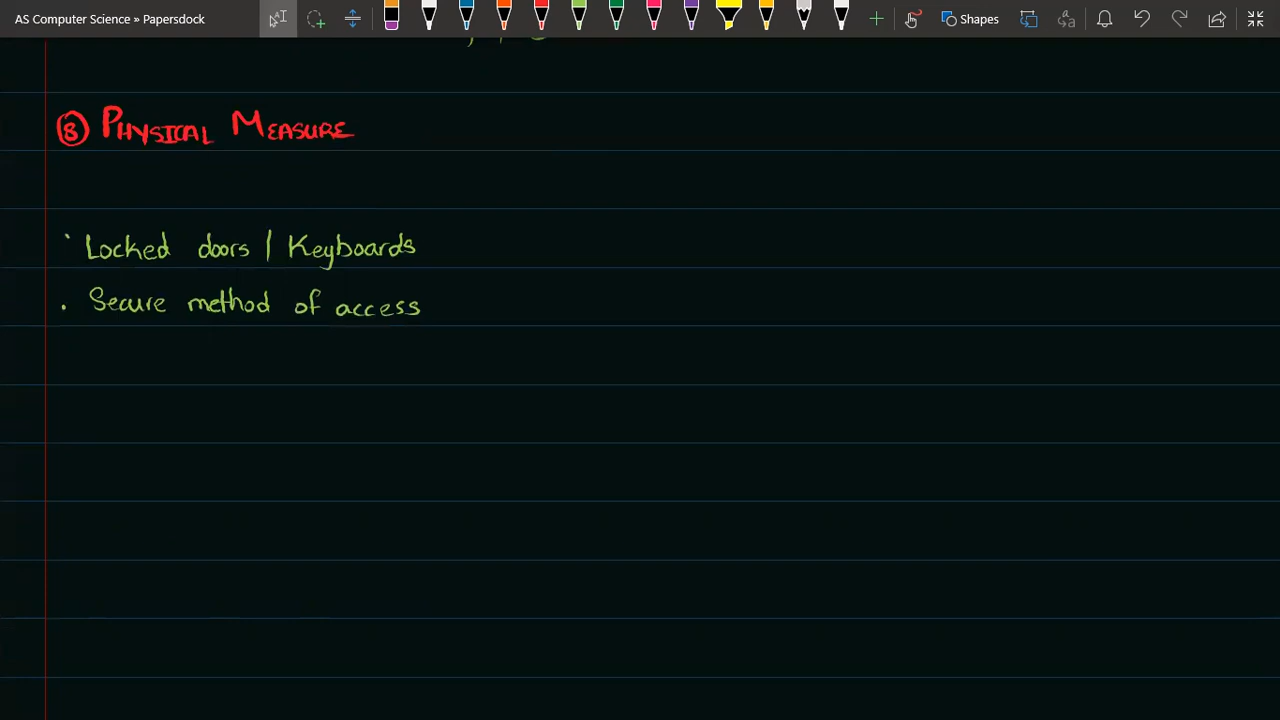 AS Computer Science » Papersdock
Shapes
⑧ PHYSICAL MEASURE
· Locked doors | Keyboards
· Secure method of access